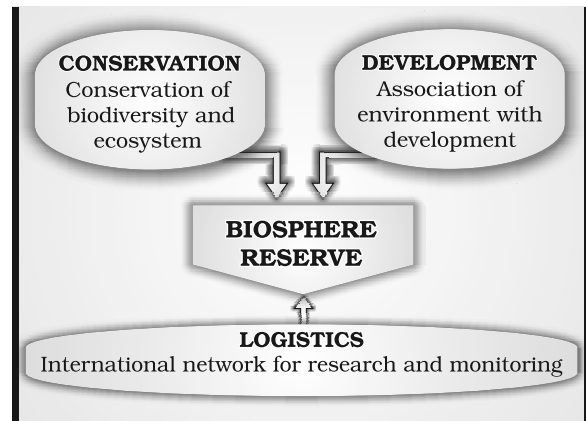 CONSERVATION
Conservation of
biodiversity and
ecosystem
DEVELOPMENT
Association of
environment with
development
BIOSPHERE
RESERVE
LOGISTICS
International network for research and monitoring